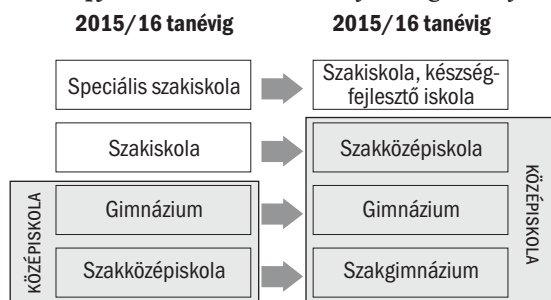 2015/16 tanévig
2015/16 tanévig
Speciális szakiskola
Szakiskola, készség-
fejlesztő iskola
Szakiskola
Szakközépiskola
Gimnázium
Gimnázium
Szakközépiskola
Szakgimnázium
KÖZÉPISKOLA
KÖZÉPISKOLA